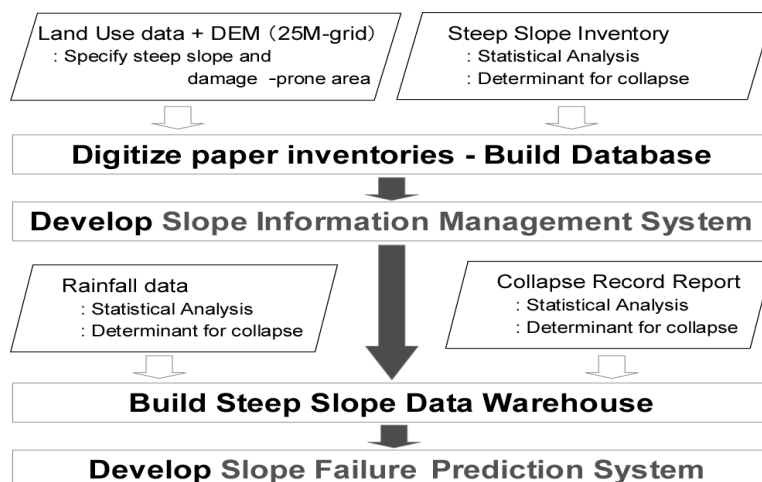 Land Use data + DEM (25M-grid)
: Specify steep slope and
damage -prone area
Steep Slope Inventory
: Statistical Analysis
: Determinant for collapse
Digitize paper inventories - Build Database
Develop Slope Information Management System
Rainfall data
: Statistical Analysis
: Determinant for collapse
Collapse Record Report
: Statistical Analysis
: Determinant for collapse
Build Steep Slope Data Warehouse
Develop Slope Failure Prediction System